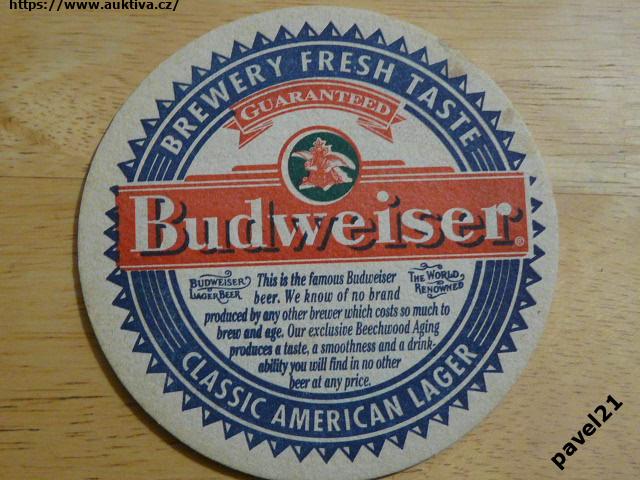 https://www.auktiva.cz/
BREWERY FRESH TASTE
GUARANTEED
Budweiser®
BUDWEISER
LAGER BEER
THE WORLD
RENOWNED
This is the famous Budweiser
beer. We know of no brand
produced by any other brewer which costs so much to
brew and age. Our exclusive Beechwood Aging
produces a taste, a smoothness and a drink-
ability you will find in no other
beer at any price.
CLASSIC AMERICAN LAGER
pavel21